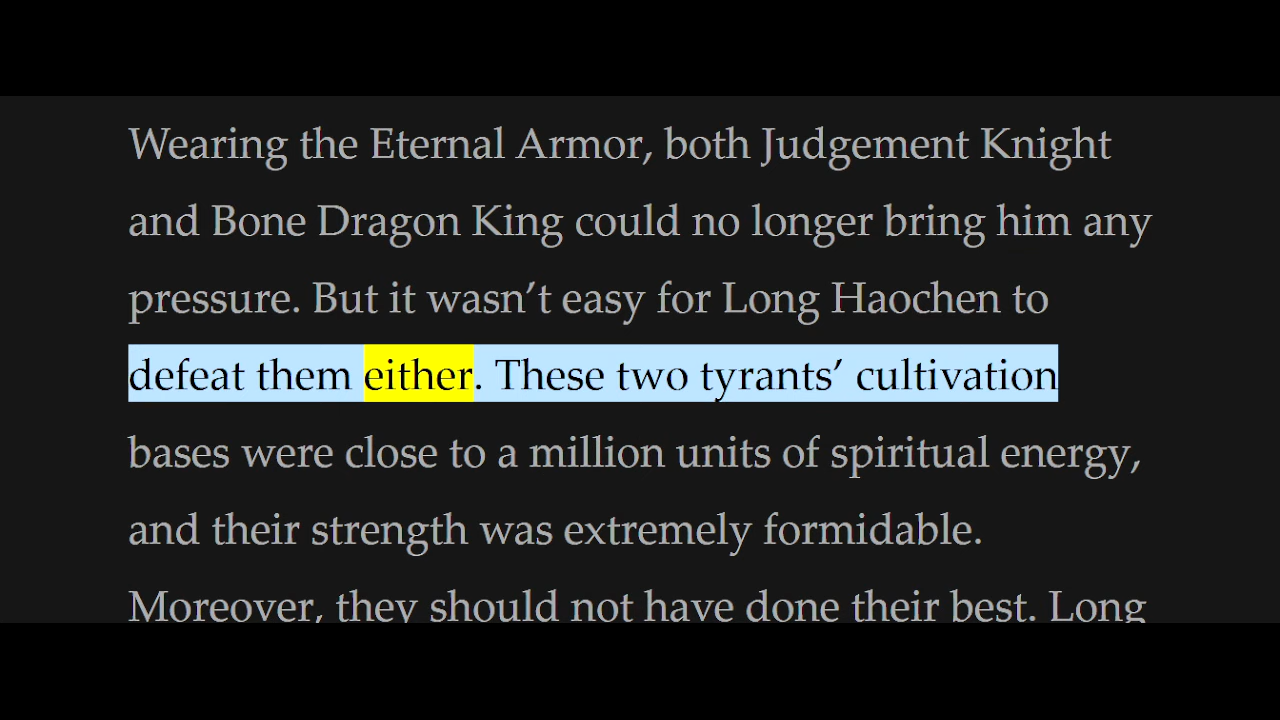 Wearing the Eternal Armor, both Judgement Knight
and Bone Dragon King could no longer bring him any
pressure. But it wasn’t easy for Long Haochen to
defeat them either. These two tyrants’ cultivation
bases were close to a million units of spiritual energy,
and their strength was extremely formidable.
Moreover, they should not have done their best. Long